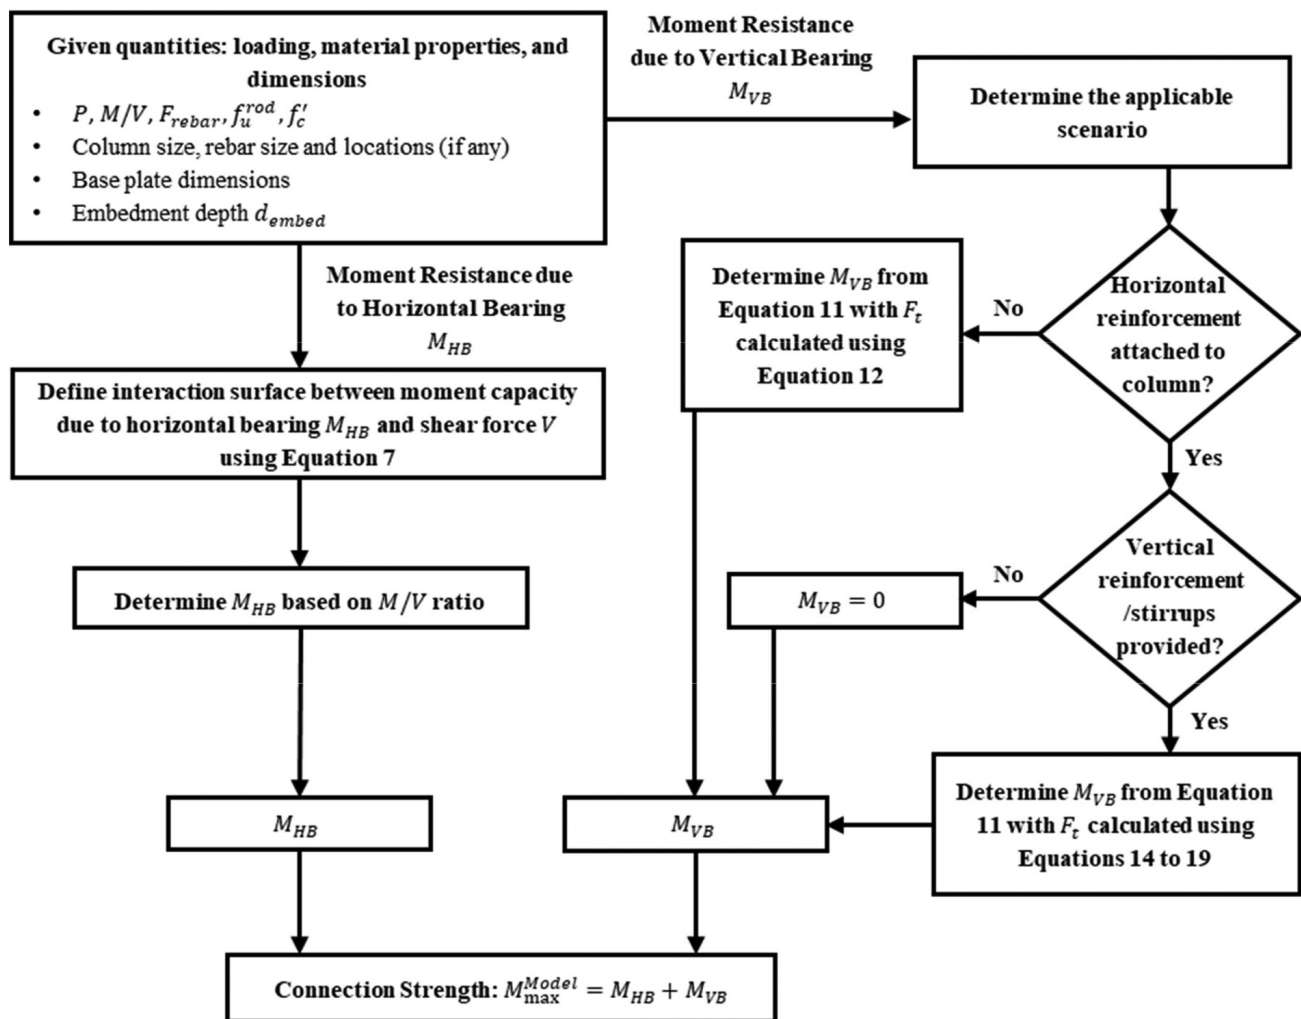 Given quantities: loading, material properties, and
dimensions
• P, M/V, F_rebar, f_u^rod, f_c′
• Column size, rebar size and locations (if any)
• Base plate dimensions
• Embedment depth d_embed
Moment Resistance
due to Vertical Bearing
M_VB
Determine the applicable
scenario
Moment Resistance due
to Horizontal Bearing
M_HB
Define interaction surface between moment capacity
due to horizontal bearing M_HB and shear force V
using Equation 7
Determine M_HB based on M/V ratio
M_HB
Horizontal
reinforcement
attached to
column?
No
Determine M_VB from
Equation 11 with F_t
calculated using
Equation 12
Yes
Vertical
reinforcement
/stirrups
provided?
No
M_VB = 0
Yes
Determine M_VB from Equation
11 with F_t calculated using
Equations 14 to 19
M_VB
Connection Strength: M_max^Model = M_HB + M_VB